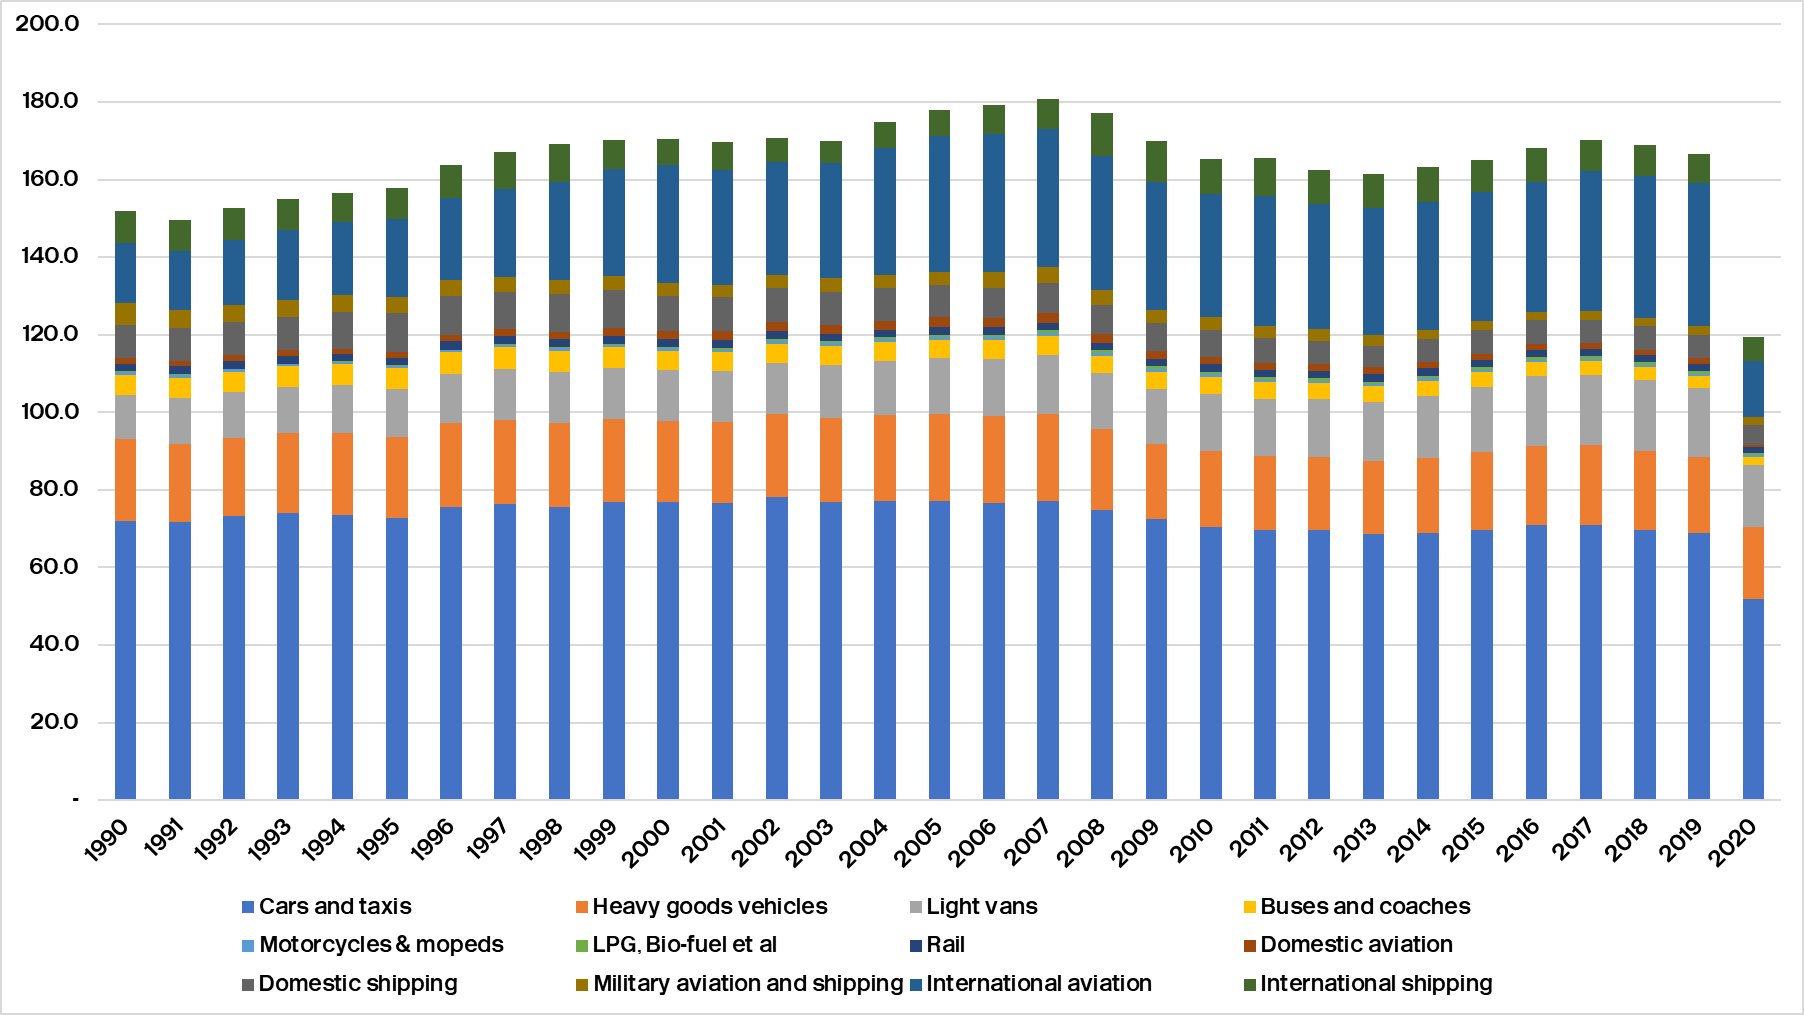 200.0
180.0
160.0
140.0
120.0
100.0
80.0
60.0
40.0
20.0
-
1990 1991 1992 1993 1994 1995 1996 1997 1998 1999 2000 2001 2002 2003 2004 2005 2006 2007 2008 2009 2010 2011 2012 2013 2014 2015 2016 2017 2018 2019 2020
Cars and taxis Heavy goods vehicles Light vans Buses and coaches
Motorcycles & mopeds LPG, Bio-fuel et al Rail Domestic aviation
Domestic shipping Military aviation and shipping International aviation International shipping